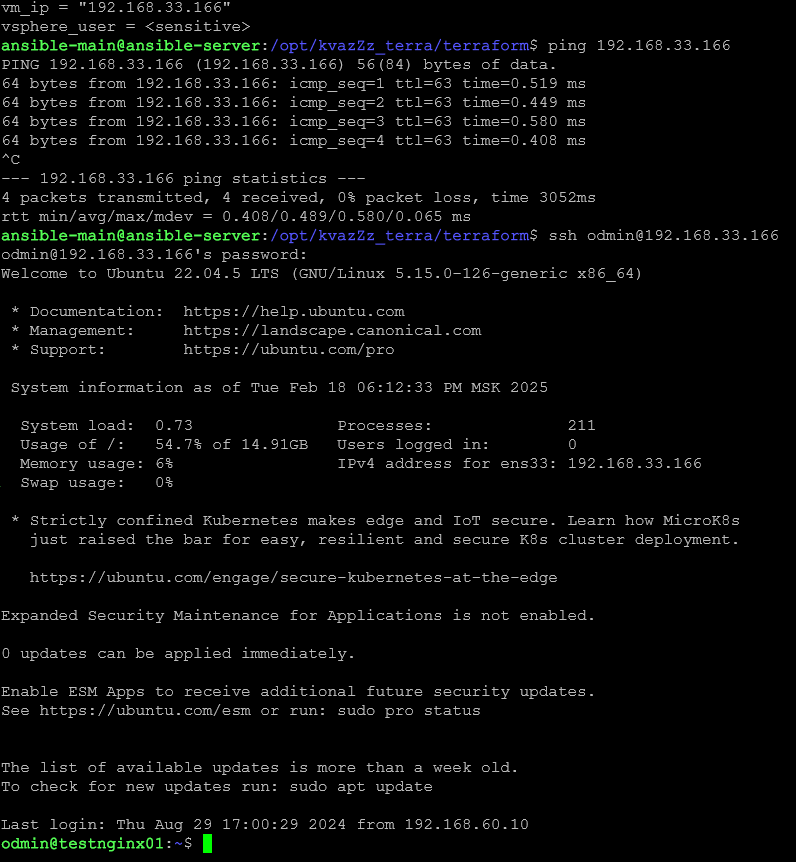 vm_ip = "192.168.33.166"
vsphere_user = <sensitive>
ansible-main@ansible-server:/opt/kvazZz_terra/terraform$ ping 192.168.33.166
PING 192.168.33.166 (192.168.33.166) 56(84) bytes of data.
64 bytes from 192.168.33.166: icmp_seq=1 ttl=63 time=0.519 ms
64 bytes from 192.168.33.166: icmp_seq=2 ttl=63 time=0.449 ms
64 bytes from 192.168.33.166: icmp_seq=3 ttl=63 time=0.580 ms
64 bytes from 192.168.33.166: icmp_seq=4 ttl=63 time=0.408 ms
^C
--- 192.168.33.166 ping statistics ---
4 packets transmitted, 4 received, 0% packet loss, time 3052ms
rtt min/avg/max/mdev = 0.408/0.489/0.580/0.065 ms
ansible-main@ansible-server:/opt/kvazZz_terra/terraform$ ssh odmin@192.168.33.166
odmin@192.168.33.166's password:
Welcome to Ubuntu 22.04.5 LTS (GNU/Linux 5.15.0-126-generic x86_64)
* Documentation:  https://help.ubuntu.com
* Management:     https://landscape.canonical.com
* Support:        https://ubuntu.com/pro
System information as of Tue Feb 18 06:12:33 PM MSK 2025
System load:  0.73               Processes:              211
Usage of /:   54.7% of 14.91GB   Users logged in:        0
Memory usage: 6%                 IPv4 address for ens33: 192.168.33.166
Swap usage:   0%
* Strictly confined Kubernetes makes edge and IoT secure. Learn how MicroK8s
just raised the bar for easy, resilient and secure K8s cluster deployment.
https://ubuntu.com/engage/secure-kubernetes-at-the-edge
Expanded Security Maintenance for Applications is not enabled.
0 updates can be applied immediately.
Enable ESM Apps to receive additional future security updates.
See https://ubuntu.com/esm or run: sudo pro status
The list of available updates is more than a week old.
To check for new updates run: sudo apt update
Last login: Thu Aug 29 17:00:29 2024 from 192.168.60.10
odmin@testnginx01:~$